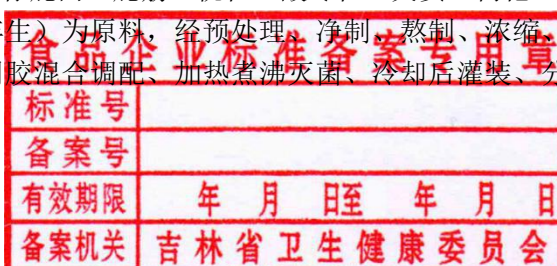 生）为原料，经预处理、净制、熬制、浓缩、
食品企业标准备案专用章
胶混合调配、加热煮沸灭菌、冷却后灌装、
标准号
备案号
有效期限 年 月 日至 年 月 日
备案机关 吉林省卫生健康委员会